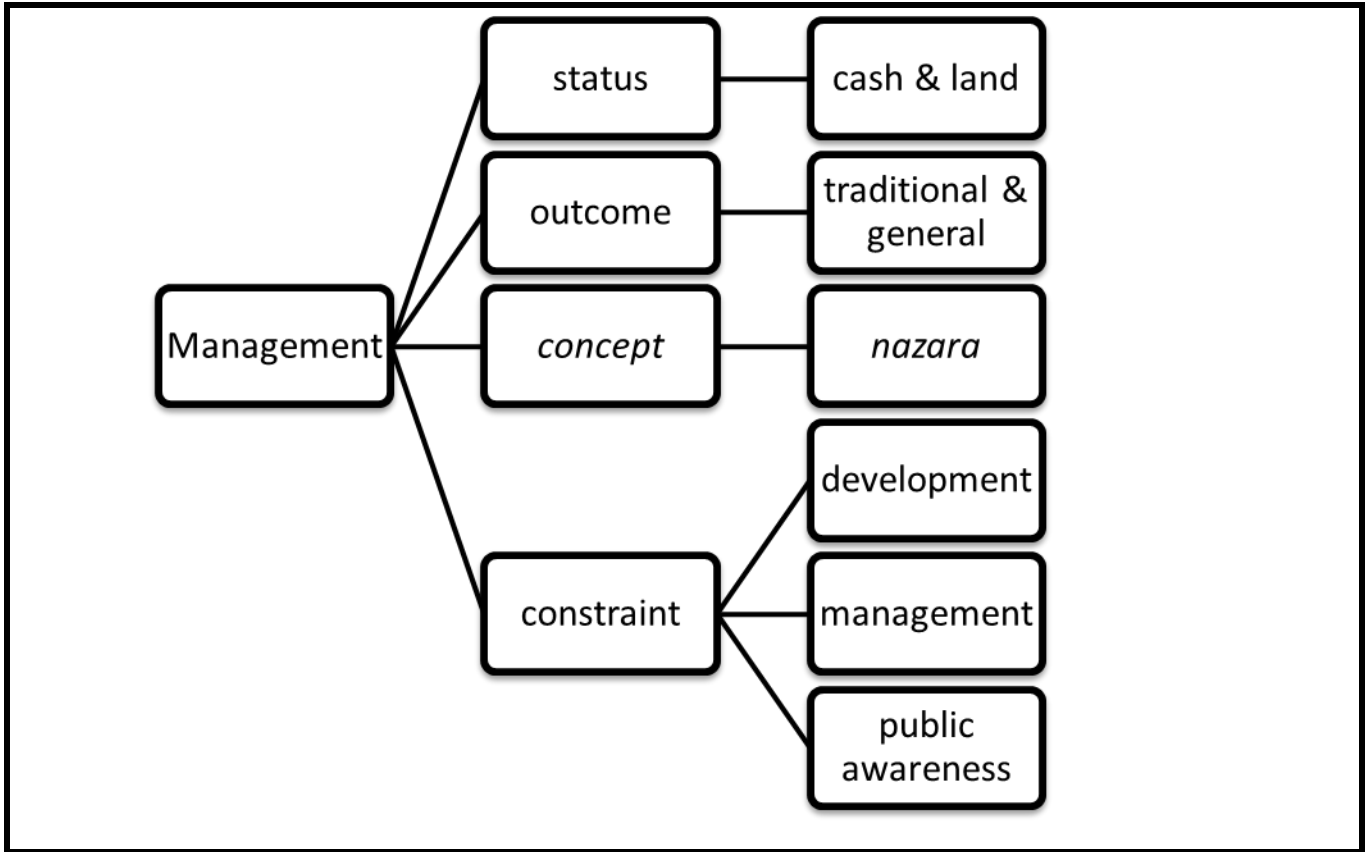 status
cash & land
outcome
traditional &
general
Management
concept
nazara
development
constraint
management
public
awareness